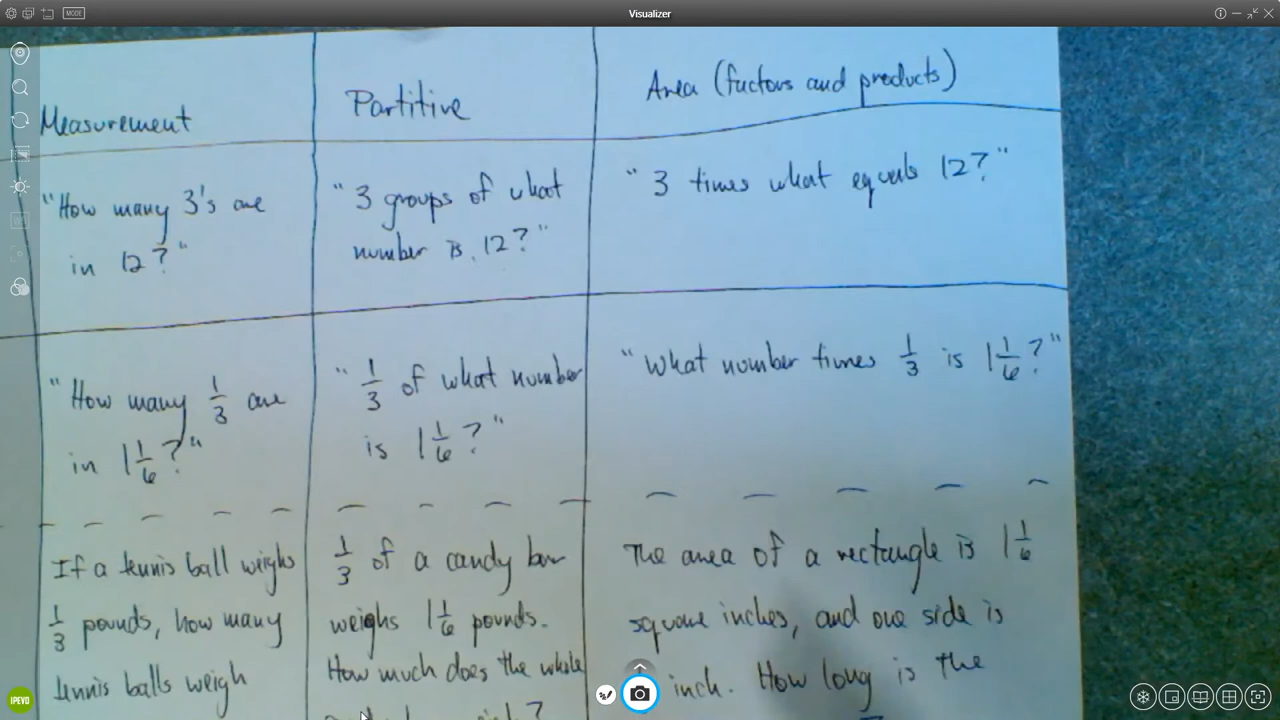 Visualizer
MODE
Measurement
Partitive
Area (factors and products)
"How many 3's are
in 12?"
"3 groups of what
number is 12?"
"3 times what equals 12?"
"How many 1/3 are
in 1 1/6?"
"1/3 of what number
is 1 1/6?"
"What number times 1/3 is 1 1/6?"
If a tennis ball weighs
1/3 pounds, how many
tennis balls weigh
1/3 of a candy bar
weighs 1 1/6 pounds.
How much does the whole
The area of a rectangle is 1 1/6
square inches, and one side is
inch. How long is the
IPEVO